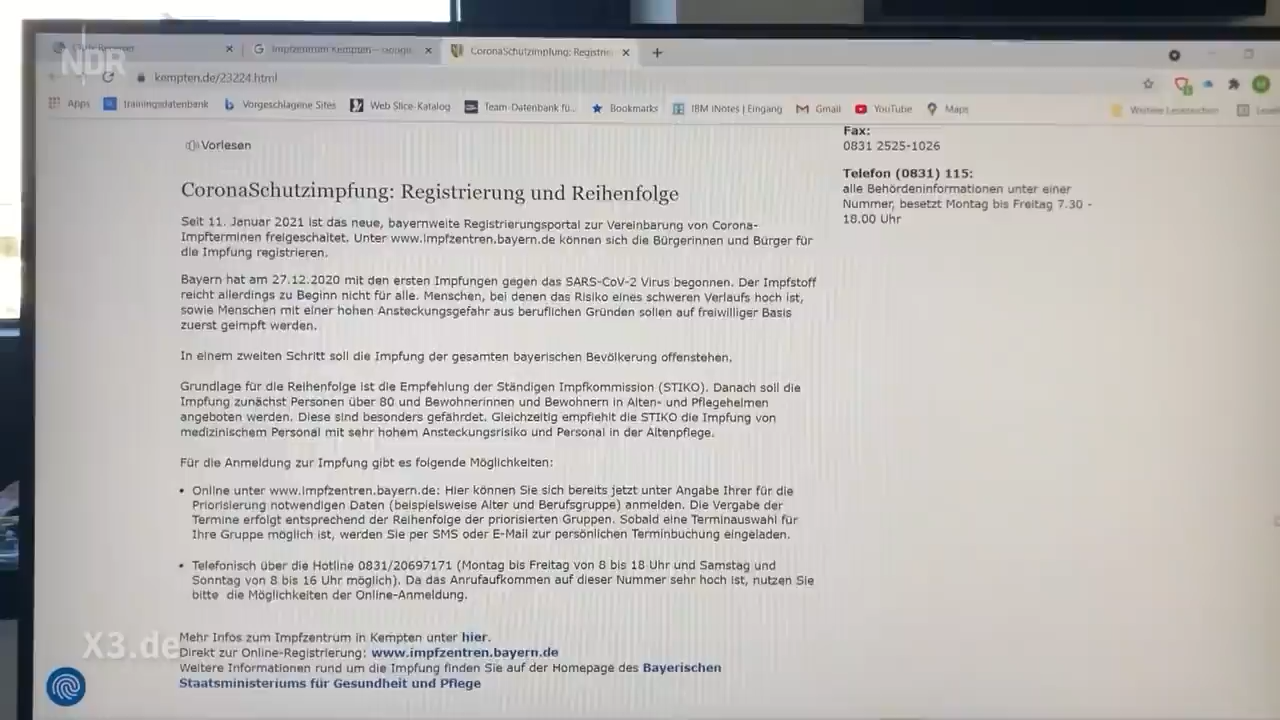 NDR
Impfzentrum Kempten – Google
CoronaSchutzimpfung: Registrie
kempten.de/23224.html
Apps
Trainingsdatenbank
Vorgeschlagene Sites
Web Slice-Katalog
Team-Datenbank fü...
Bookmarks
IBM iNotes | Eingang
Gmail
YouTube
Maps
Weitere Lesezeichen
Fax:
0831 2525-1026
Vorlesen
Telefon (0831) 115:
alle Behördeninformationen unter einer
Nummer, besetzt Montag bis Freitag 7.30 -
18.00 Uhr
CoronaSchutzimpfung: Registrierung und Reihenfolge
Seit 11. Januar 2021 ist das neue, bayernweite Registrierungsportal zur Vereinbarung von Corona-
Impfterminen freigeschaltet. Unter www.impfzentren.bayern.de können sich die Bürgerinnen und Bürger für
die Impfung registrieren.
Bayern hat am 27.12.2020 mit den ersten Impfungen gegen das SARS-CoV-2 Virus begonnen. Der Impfstoff
reicht allerdings zu Beginn nicht für alle. Menschen, bei denen das Risiko eines schweren Verlaufs hoch ist,
sowie Menschen mit einer hohen Ansteckungsgefahr aus beruflichen Gründen sollen auf freiwilliger Basis
zuerst geimpft werden.
In einem zweiten Schritt soll die Impfung der gesamten bayerischen Bevölkerung offenstehen.
Grundlage für die Reihenfolge ist die Empfehlung der Ständigen Impfkommission (STIKO). Danach soll die
Impfung zunächst Personen über 80 und Bewohnerinnen und Bewohnern in Alten- und Pflegeheimen
angeboten werden. Diese sind besonders gefährdet. Gleichzeitig empfiehlt die STIKO die Impfung von
medizinischem Personal mit sehr hohem Ansteckungsrisiko und Personal in der Altenpflege.
Für die Anmeldung zur Impfung gibt es folgende Möglichkeiten:
• Online unter www.impfzentren.bayern.de: Hier können Sie sich bereits jetzt unter Angabe Ihrer für die
Priorisierung notwendigen Daten (beispielsweise Alter und Berufsgruppe) anmelden. Die Vergabe der
Termine erfolgt entsprechend der Reihenfolge der priorisierten Gruppen. Sobald eine Terminauswahl für
Ihre Gruppe möglich ist, werden Sie per SMS oder E-Mail zur persönlichen Terminbuchung eingeladen.
• Telefonisch über die Hotline 0831/20697171 (Montag bis Freitag von 8 bis 18 Uhr und Samstag und
Sonntag von 8 bis 16 Uhr möglich). Da das Anrufaufkommen auf dieser Nummer sehr hoch ist, nutzen Sie
bitte die Möglichkeiten der Online-Anmeldung.
Mehr Infos zum Impfzentrum in Kempten unter hier.
X3.de
Direkt zur Online-Registrierung: www.impfzentren.bayern.de
Weitere Informationen rund um die Impfung finden Sie auf der Homepage des Bayerischen
Staatsministeriums für Gesundheit und Pflege